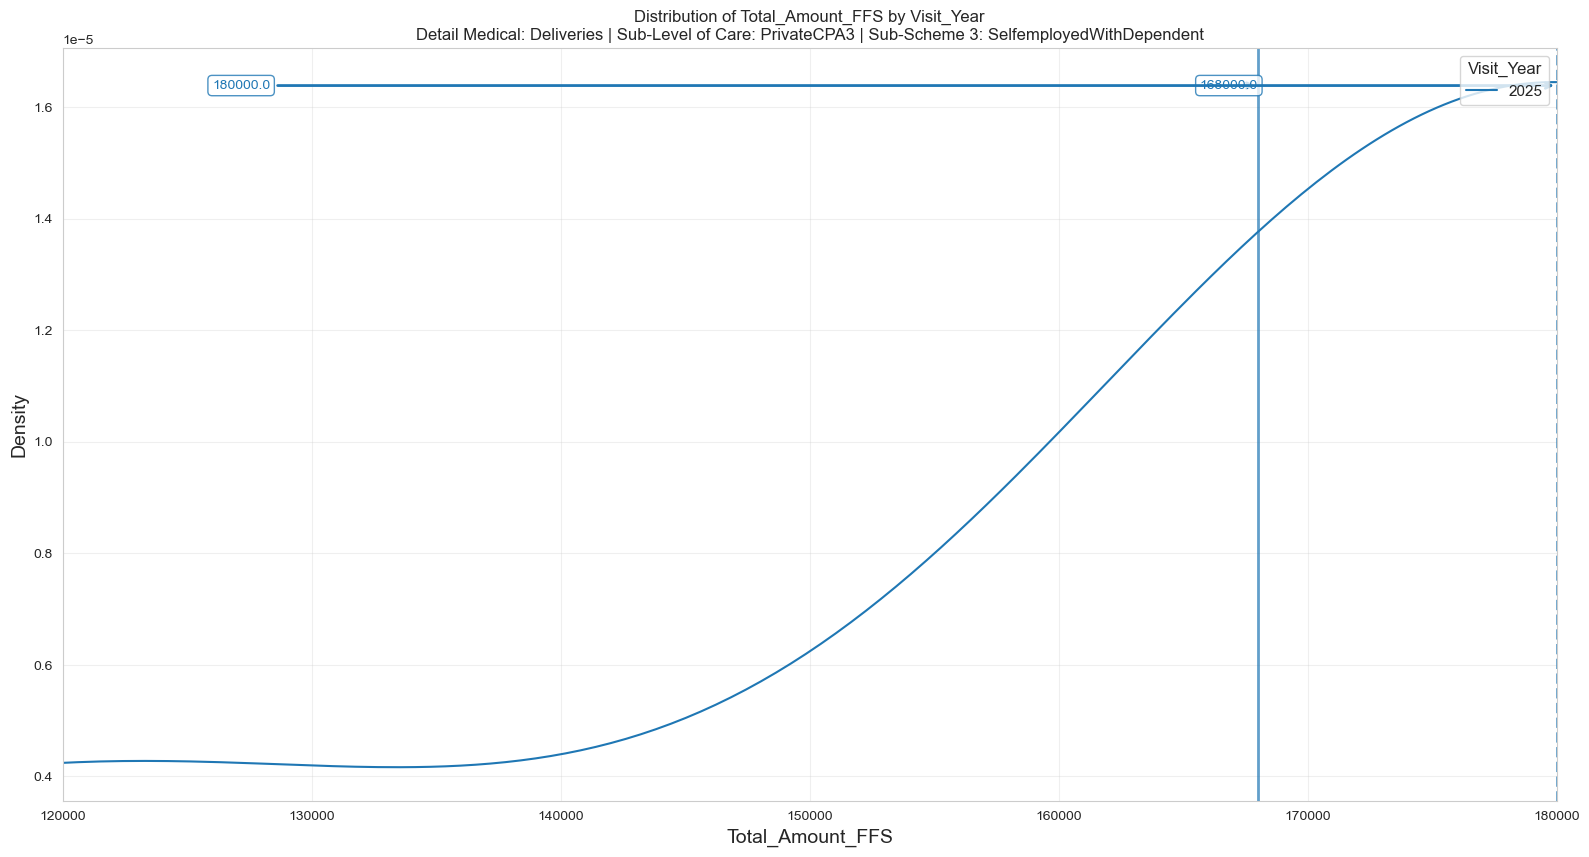 Distribution of Total_Amount_FFS by Visit_Year
Detail Medical: Deliveries | Sub-Level of Care: PrivateCPA3 | Sub-Scheme 3: SelfemployedWithDependent
1e−5
180000.0
168000.0
Visit_Year
2025
1.6
1.4
1.2
1.0
0.8
0.6
0.4
Density
120000 130000 140000 150000 160000 170000 180000
Total_Amount_FFS